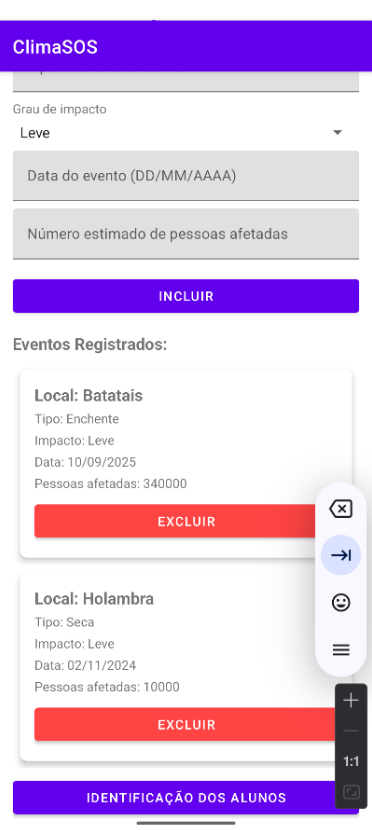 ClimaSOS
Grau de impacto
Leve
Data do evento (DD/MM/AAAA)
Número estimado de pessoas afetadas
INCLUIR
Eventos Registrados:
Local: Batatais
Tipo: Enchente
Impacto: Leve
Data: 10/09/2025
Pessoas afetadas: 340000
EXCLUIR
Local: Holambra
Tipo: Seca
Impacto: Leve
Data: 02/11/2024
Pessoas afetadas: 10000
EXCLUIR
1:1
IDENTIFICAÇÃO DOS ALUNOS